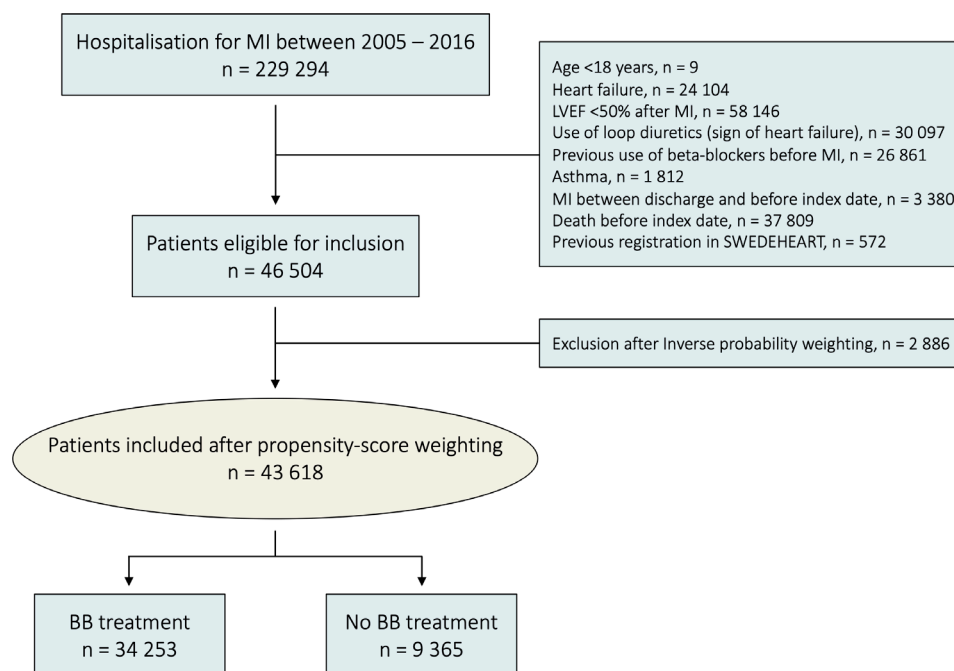 Hospitalisation for MI between 2005 – 2016
n = 229 294
Age <18 years, n = 9
Heart failure, n = 24 104
LVEF <50% after MI, n = 58 146
Use of loop diuretics (sign of heart failure), n = 30 097
Previous use of beta-blockers before MI, n = 26 861
Asthma, n = 1 812
MI between discharge and before index date, n = 3 380
Death before index date, n = 37 809
Previous registration in SWEDEHEART, n = 572
Patients eligible for inclusion
n = 46 504
Exclusion after Inverse probability weighting, n = 2 886
Patients included after propensity-score weighting
n = 43 618
BB treatment
n = 34 253
No BB treatment
n = 9 365